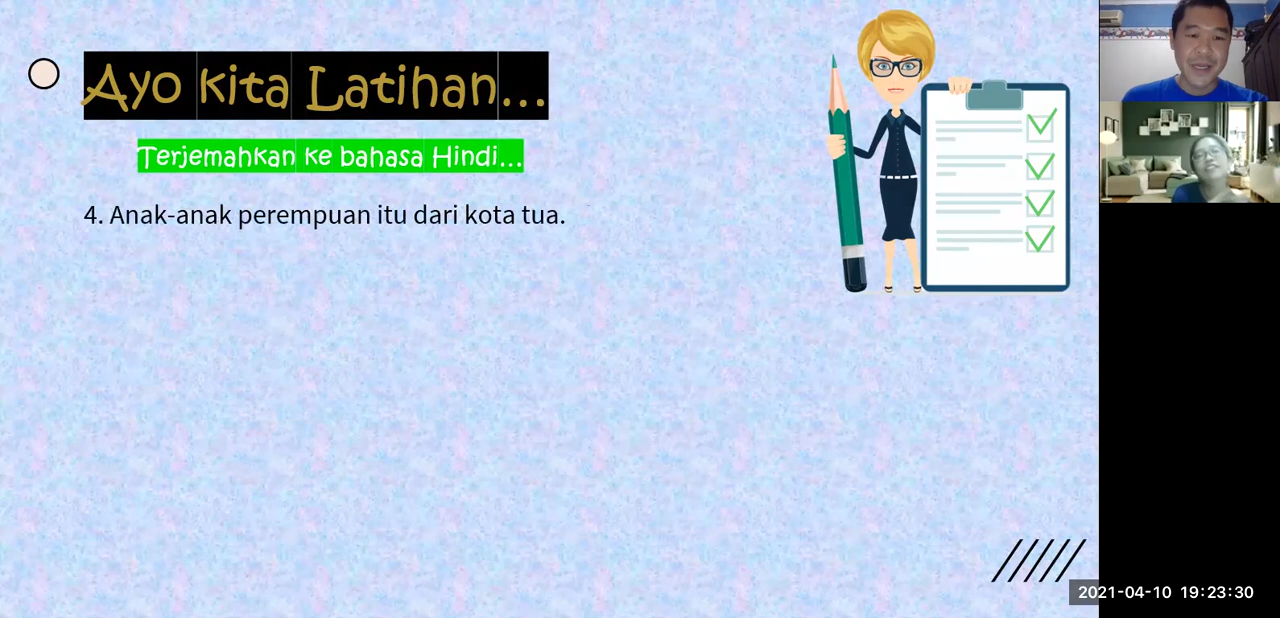 Ayo kita Latihan...
Terjemahkan ke bahasa Hindi...
4. Anak-anak perempuan itu dari kota tua.
2021-04-10 19:23:30